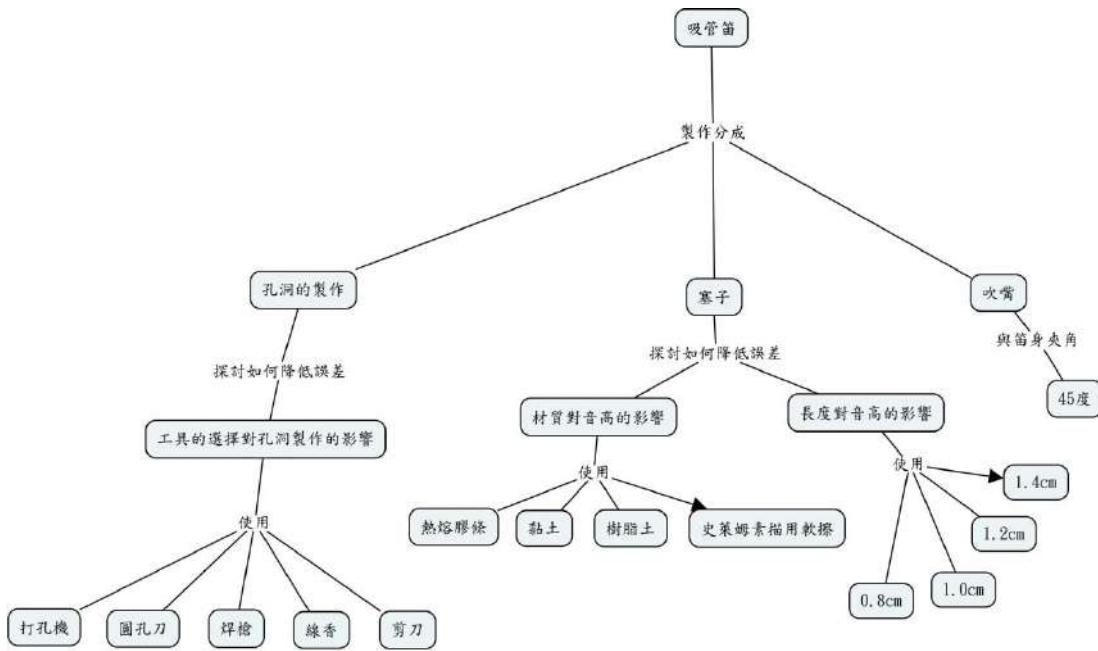 吸管笛
製作分成
孔洞的製作
塞子
吹嘴
與笛身夾角
探討如何降低誤差
探討如何降低誤差
45度
材質對音高的影響
長度對音高的影響
工具的選擇對孔洞製作的影響
使用
使用
1.4cm
熱熔膠條
黏土
樹脂土
史萊姆素描用軟擦
使用
1.2cm
0.8cm
1.0cm
打孔機
圓孔刀
焊槍
線香
剪刀